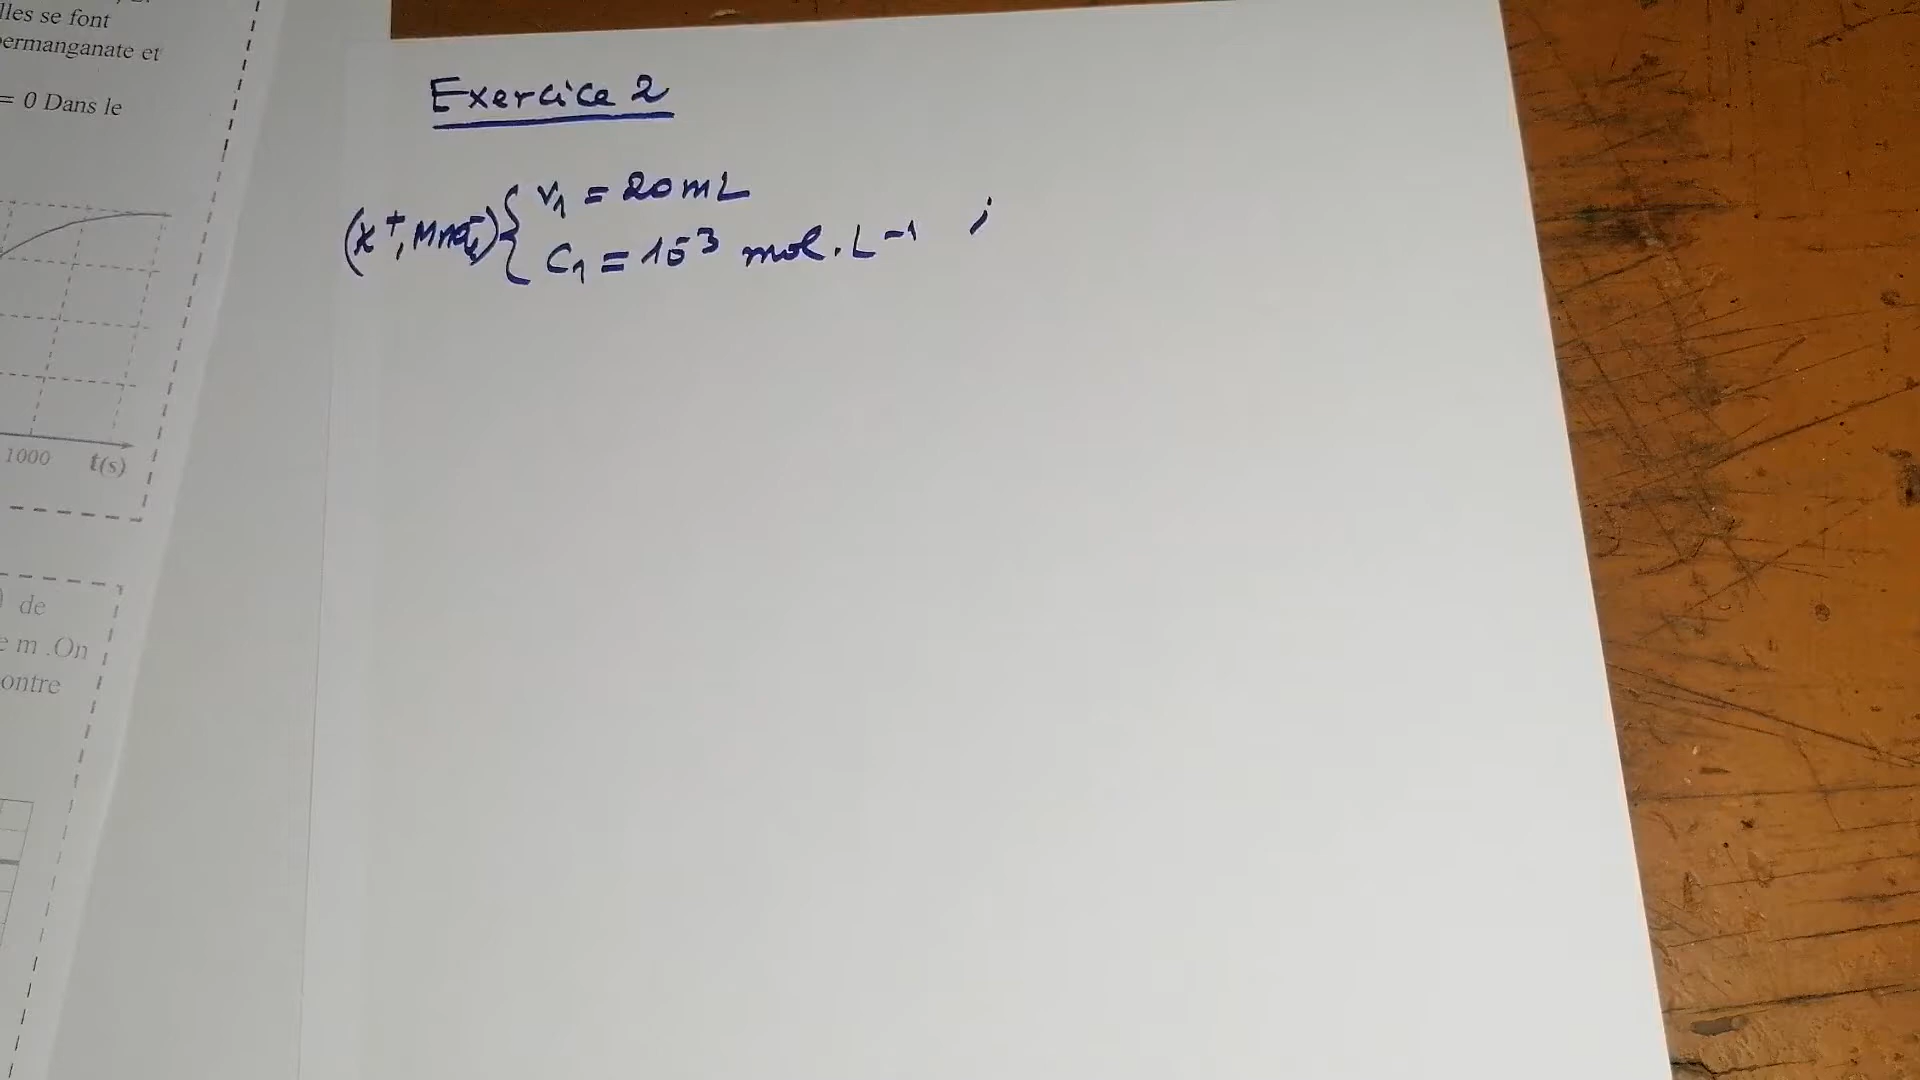 lles se font
ermanganate et
= 0 Dans le
1000 t(s)
) de
e m .On
ontre
Exercice 2
(K⁺, MnO₄⁻) { V₁ = 20 mL
C₁ = 10⁻³ mol. L⁻¹ ;